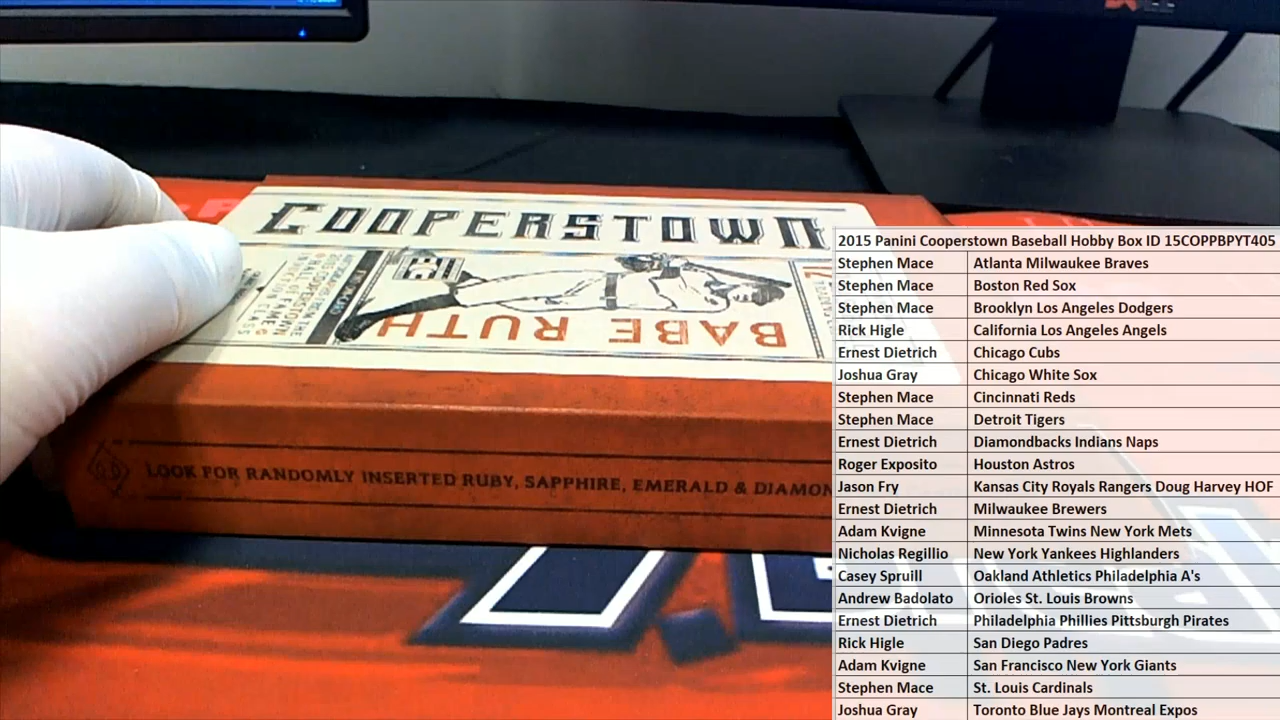 COOPERSTOWN
BABE RUTH
LOOK FOR RANDOMLY INSERTED RUBY, SAPPHIRE, EMERALD & DIAMON
2015 Panini Cooperstown Baseball Hobby Box ID 15COPPBPYT405
Stephen Mace Atlanta Milwaukee Braves
Stephen Mace Boston Red Sox
Stephen Mace Brooklyn Los Angeles Dodgers
Rick Higle California Los Angeles Angels
Ernest Dietrich Chicago Cubs
Joshua Gray Chicago White Sox
Stephen Mace Cincinnati Reds
Stephen Mace Detroit Tigers
Ernest Dietrich Diamondbacks Indians Naps
Roger Exposito Houston Astros
Jason Fry Kansas City Royals Rangers Doug Harvey HOF
Ernest Dietrich Milwaukee Brewers
Adam Kvigne Minnesota Twins New York Mets
Nicholas Regillio New York Yankees Highlanders
Casey Spruill Oakland Athletics Philadelphia A's
Andrew Badolato Orioles St. Louis Browns
Ernest Dietrich Philadelphia Phillies Pittsburgh Pirates
Rick Higle San Diego Padres
Adam Kvigne San Francisco New York Giants
Stephen Mace St. Louis Cardinals
Joshua Gray Toronto Blue Jays Montreal Expos